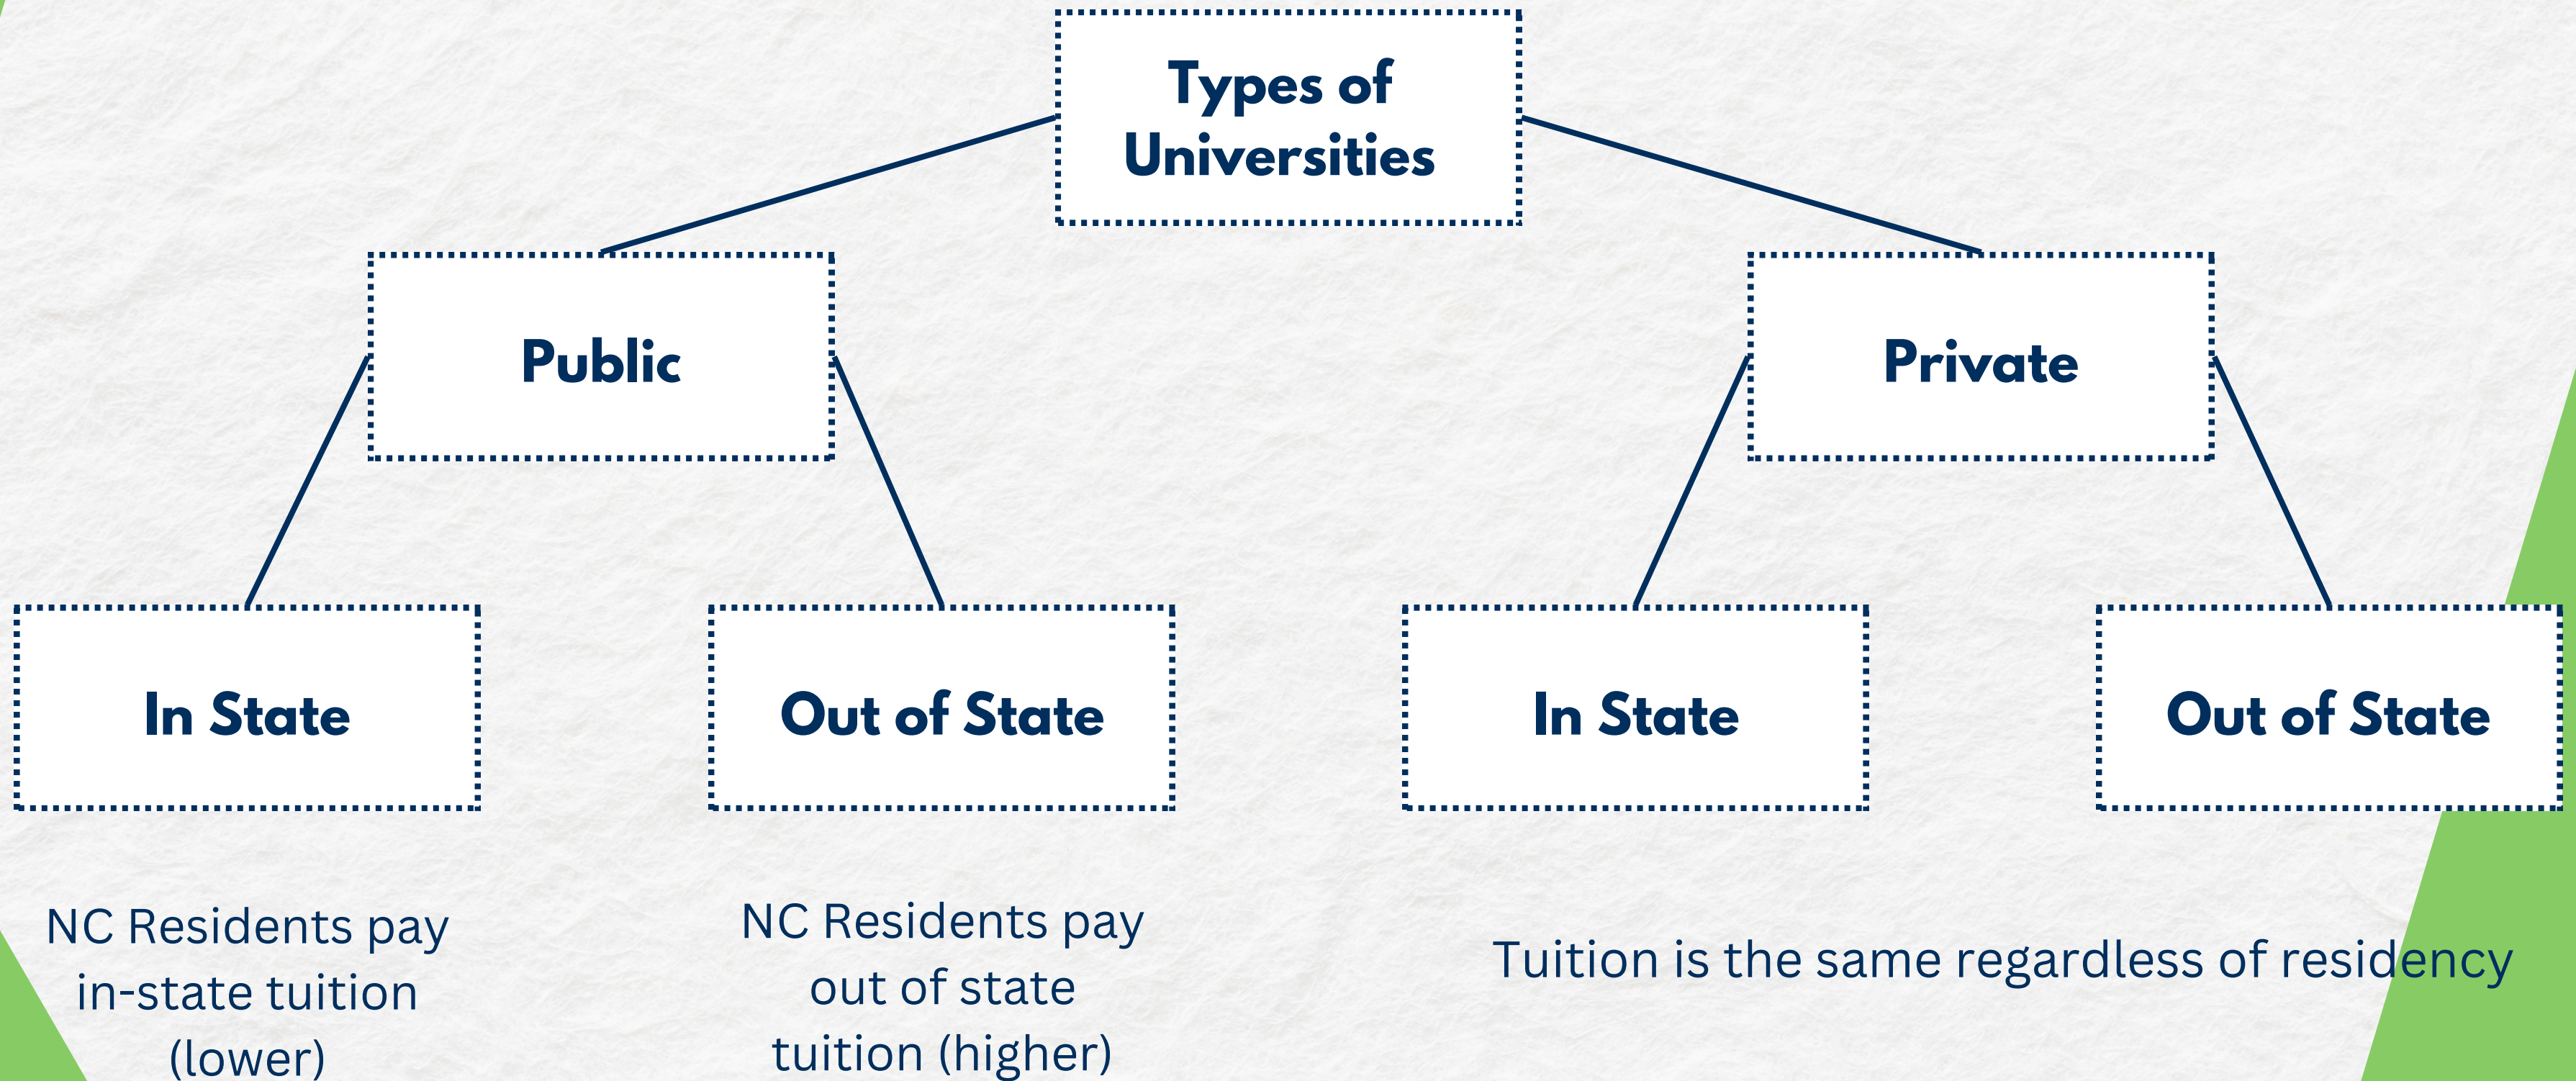 Types of
Universities
Public
Private
In State
Out of State
In State
Out of State
NC Residents pay
in-state tuition
(lower)
NC Residents pay
out of state
tuition (higher)
Tuition is the same regardless of residency